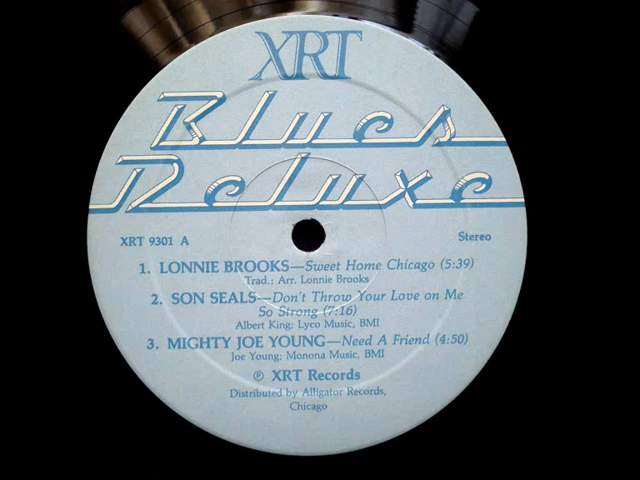 XRT
Blues
Deluxe
XRT 9301 A Stereo
1. LONNIE BROOKS—Sweet Home Chicago (5:39)
Trad.; Arr. Lonnie Brooks
2. SON SEALS—Don't Throw Your Love on Me
So Strong (7:16)
Albert King; Lyco Music, BMI
3. MIGHTY JOE YOUNG—Need A Friend (4:50)
Joe Young; Monona Music, BMI
℗ XRT Records
Distributed by Alligator Records,
Chicago